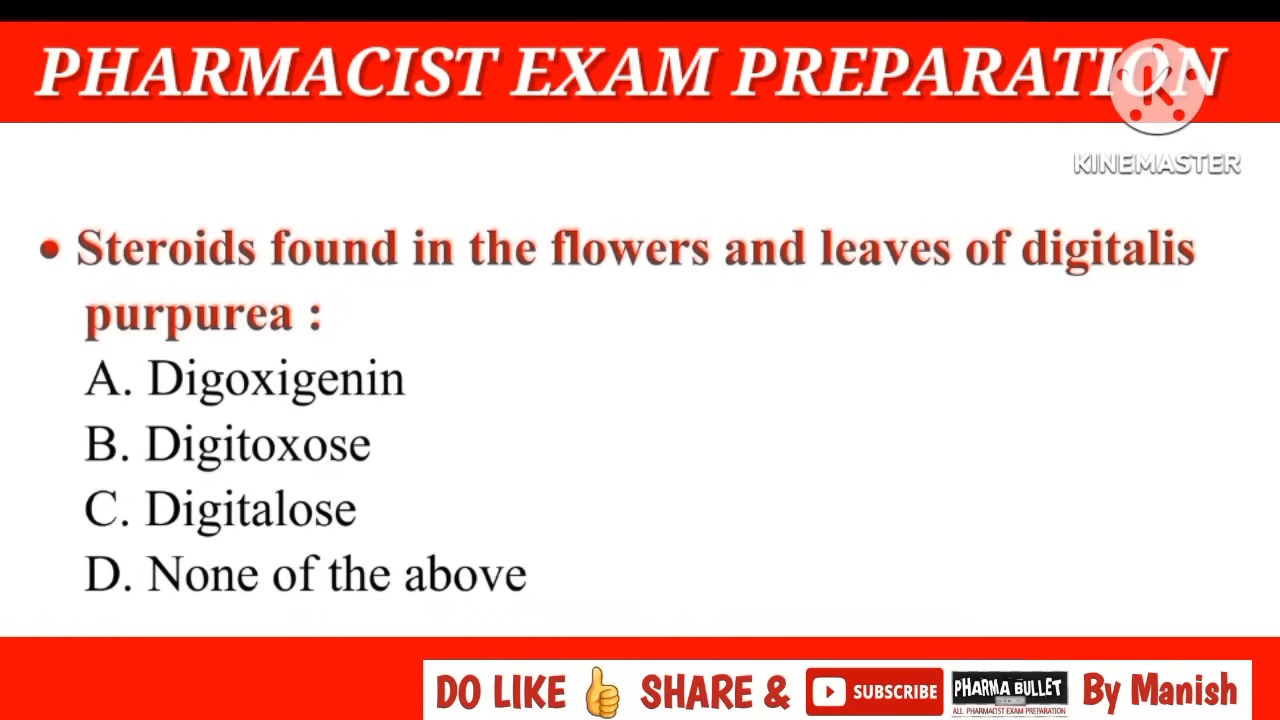 PHARMACIST EXAM PREPARATION
KINEMASTER
• Steroids found in the flowers and leaves of digitalis
purpurea :
A. Digoxigenin
B. Digitoxose
C. Digitalose
D. None of the above
DO LIKE 👍 SHARE & SUBSCRIBE PHARMA BULLET By Manish
ALL PHARMACIST EXAM PREPARATION